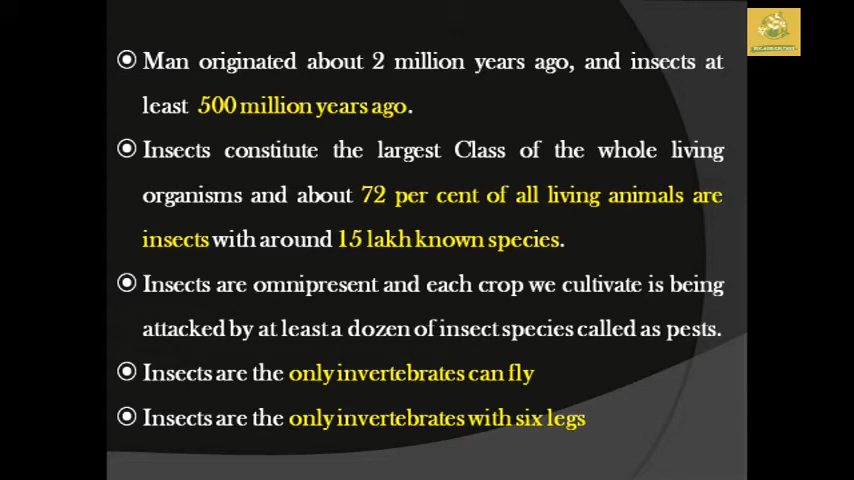 Man originated about 2 million years ago, and insects at
least 500 million years ago.
Insects constitute the largest Class of the whole living
organisms and about 72 per cent of all living animals are
insects with around 15 lakh known species.
Insects are omnipresent and each crop we cultivate is being
attacked by at least a dozen of insect species called as pests.
Insects are the only invertebrates can fly
Insects are the only invertebrates with six legs